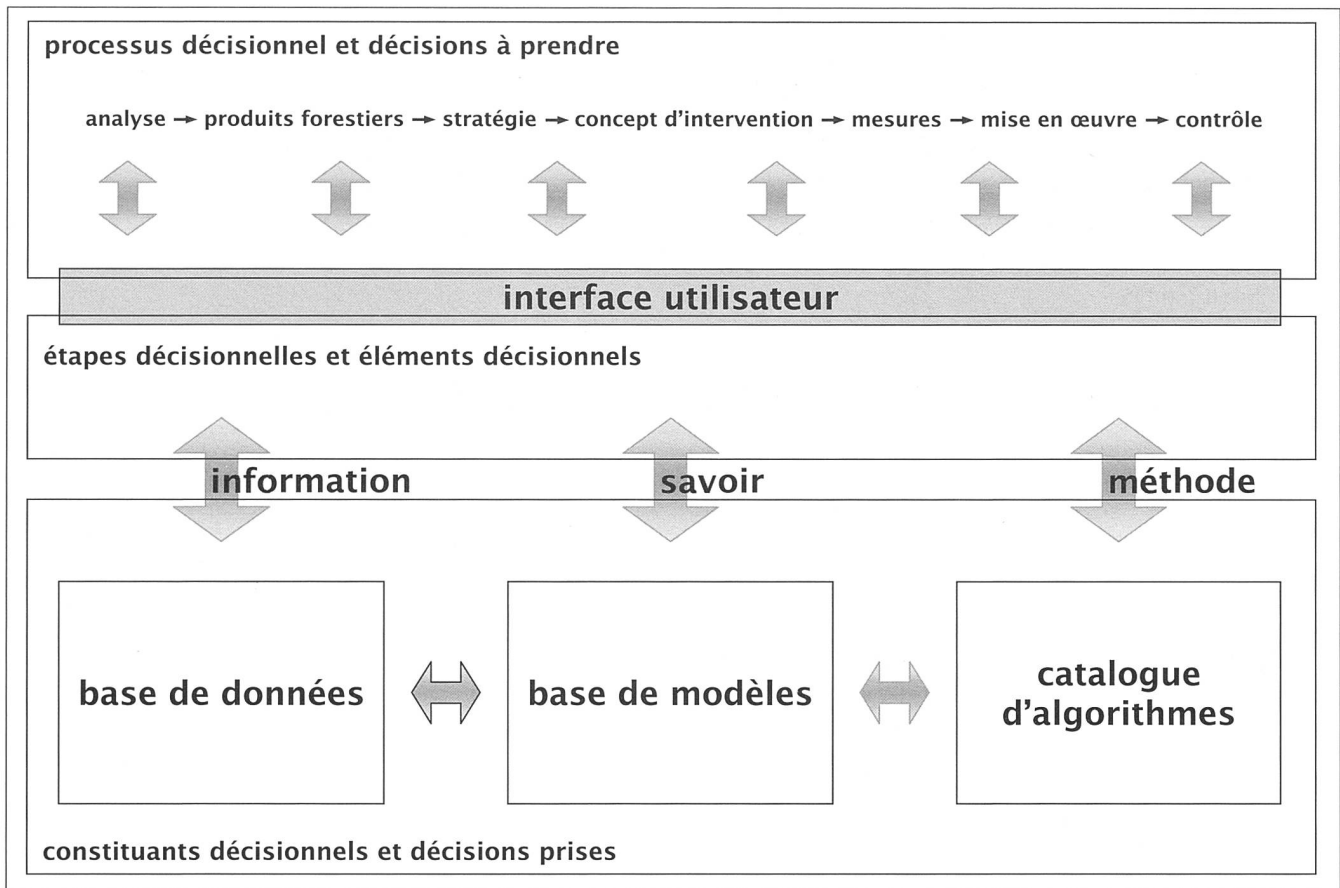 processus décisionnel et décisions à prendre
analyse → produits forestiers → stratégie → concept d'intervention → mesures → mise en œuvre → contrôle
interface utilisateur
étapes décisionnelles et éléments décisionnels
information savoir méthode
base de données base de modèles catalogue
d'algorithmes
constituants décisionnels et décisions prises